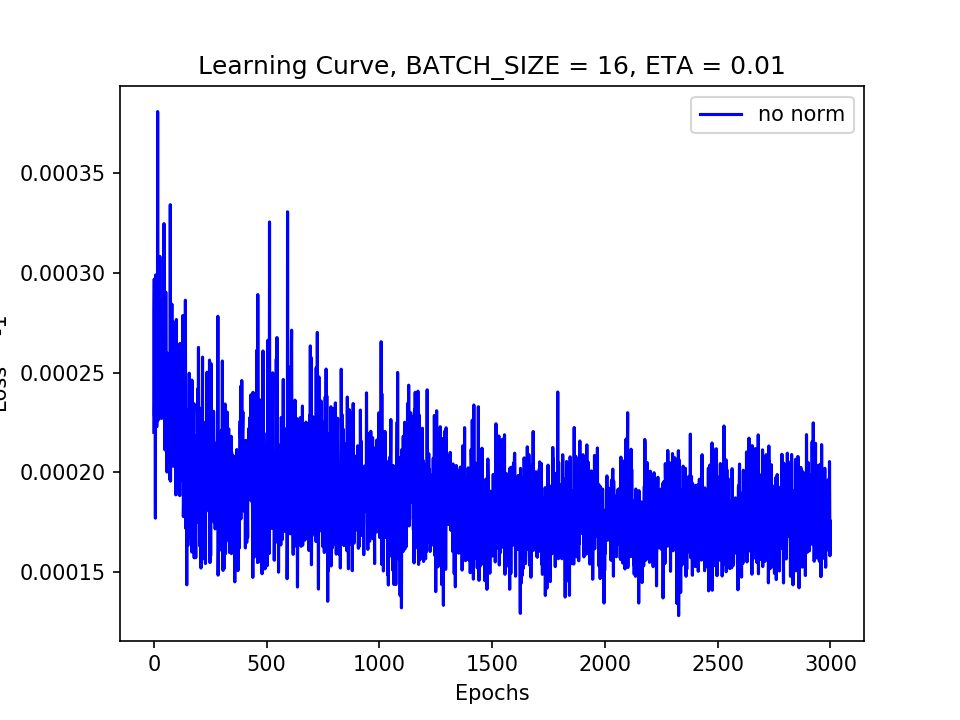 Learning Curve, BATCH_SIZE = 16, ETA = 0.01
no norm
0.00035
0.00030
0.00025
0.00020
0.00015
Loss
0 500 1000 1500 2000 2500 3000
Epochs